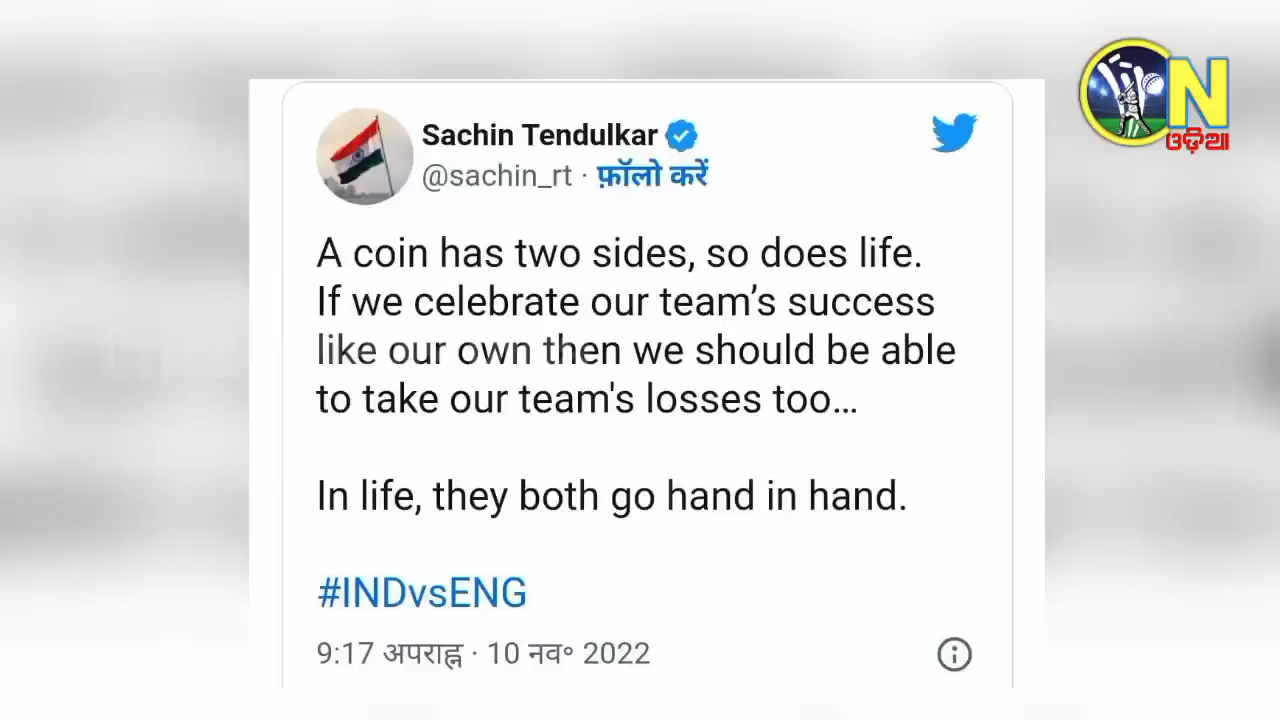 Sachin Tendulkar
@sachin_rt · फ़ॉलो करें
A coin has two sides, so does life.
If we celebrate our team’s success
like our own then we should be able
to take our team's losses too...
In life, they both go hand in hand.
#INDvsENG
9:17 अपराह्न · 10 नव॰ 2022
ON
ଓଡ଼ିଆ